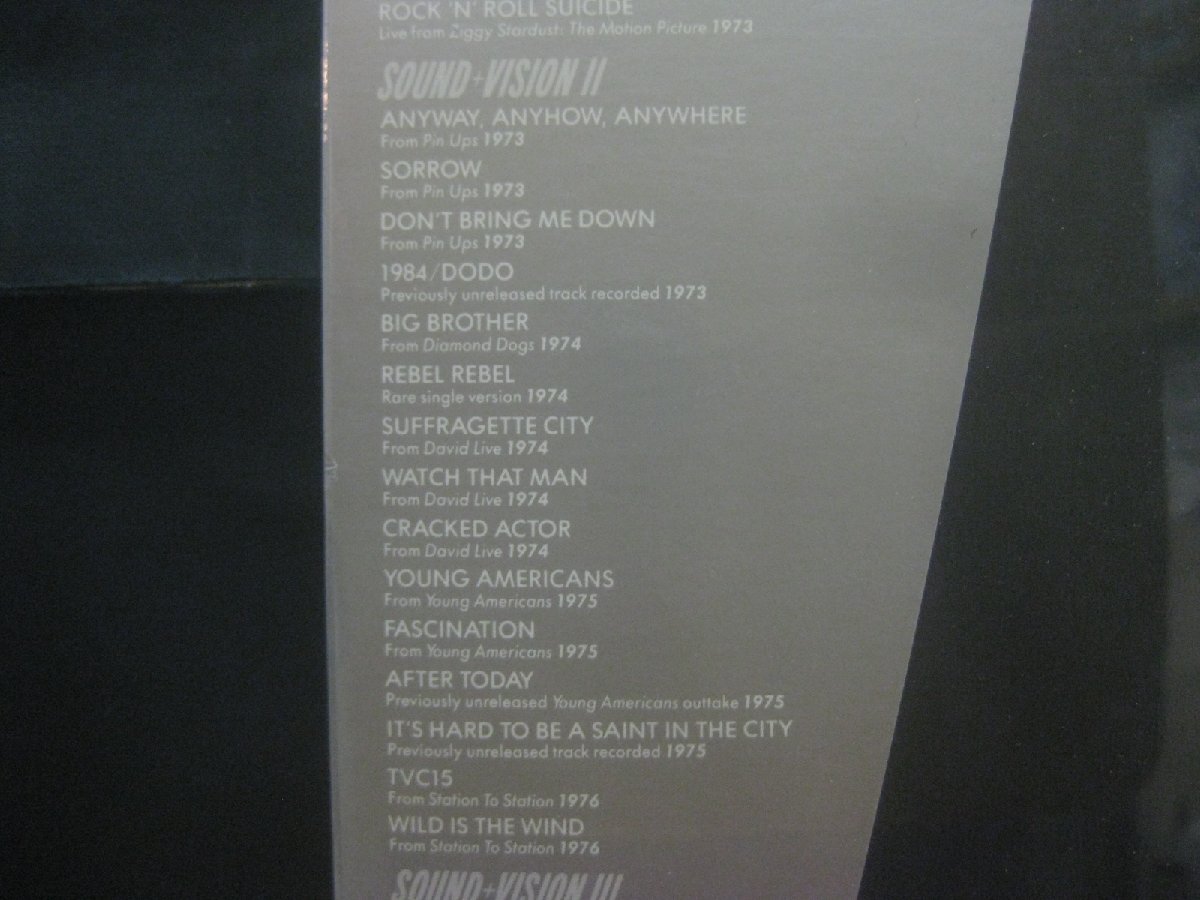 ROCK 'N' ROLL SUICIDE
Live from Ziggy Stardust: The Motion Picture 1973
SOUND+VISION II
ANYWAY, ANYHOW, ANYWHERE
From Pin Ups 1973
SORROW
From Pin Ups 1973
DON'T BRING ME DOWN
From Pin Ups 1973
1984/DODO
Previously unreleased track recorded 1973
BIG BROTHER
From Diamond Dogs 1974
REBEL REBEL
Rare single version 1974
SUFFRAGETTE CITY
From David Live 1974
WATCH THAT MAN
From David Live 1974
CRACKED ACTOR
From David Live 1974
YOUNG AMERICANS
From Young Americans 1975
FASCINATION
From Young Americans 1975
AFTER TODAY
Previously unreleased Young Americans outtake 1975
IT'S HARD TO BE A SAINT IN THE CITY
Previously unreleased track recorded 1975
TVC15
From Station To Station 1976
WILD IS THE WIND
From Station To Station 1976
SOUND+VISION III